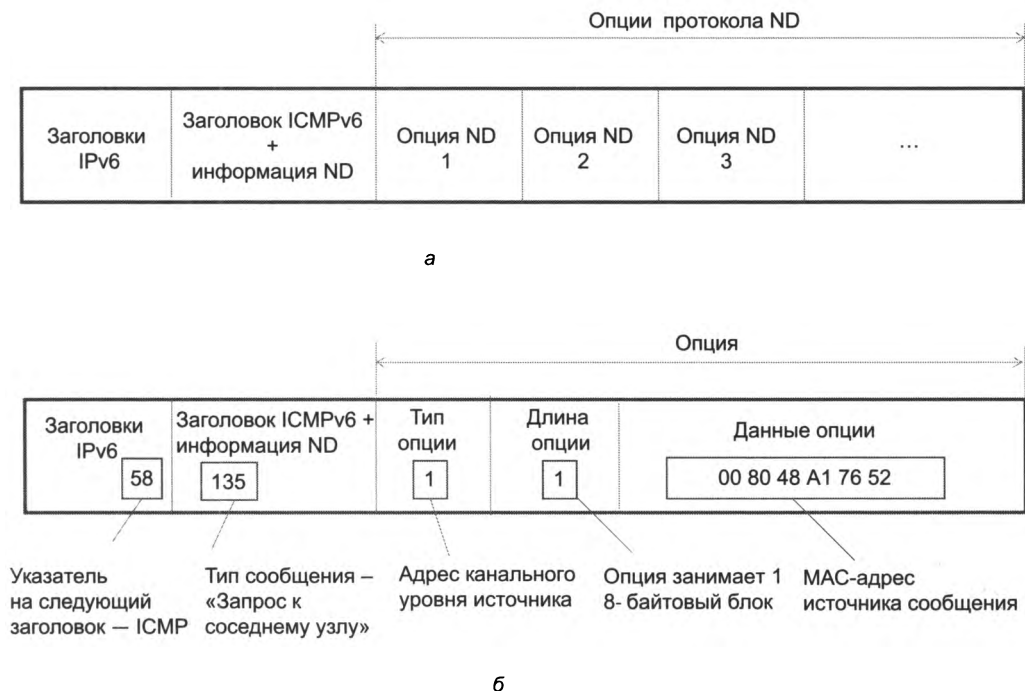 Опции протокола ND
Заголовки
IPv6
Заголовок ICMPv6
+
информация ND
Опция ND
1
Опция ND
2
Опция ND
3
...
а
Опция
Заголовки
IPv6
58
Заголовок ICMPv6 +
информация ND
135
Тип
опции
1
Длина
опции
1
Данные опции
00 80 48 A1 76 52
Указатель
на следующий
заголовок — ICMP
Тип сообщения –
«Запрос к
соседнему узлу»
Адрес канального
уровня источника
Опция занимает 1
8- байтовый блок
MAC-адрес
источника сообщения
б